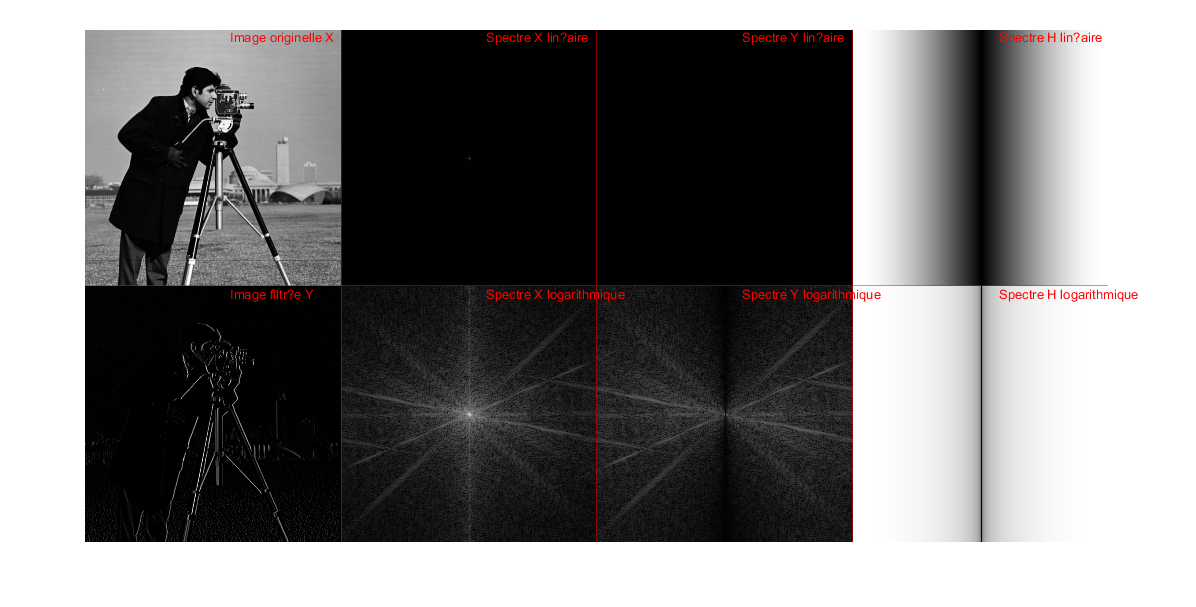 Image originelle X
Spectre X lin?aire
Spectre Y lin?aire
Spectre H lin?aire
Image filtr?e Y
Spectre X logarithmique
Spectre Y logarithmique
Spectre H logarithmique